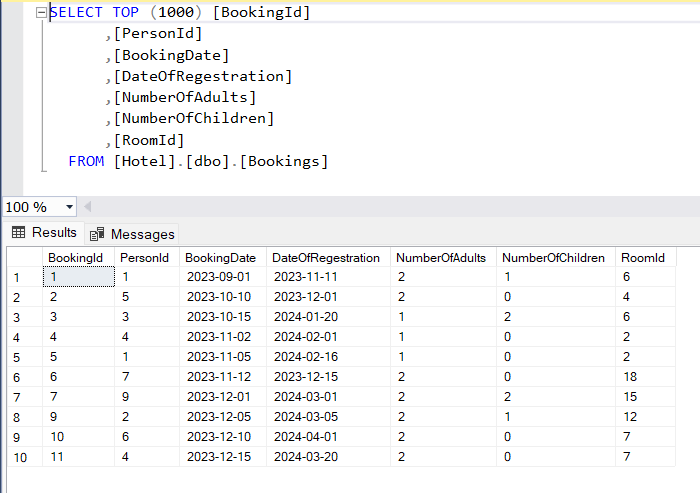 SELECT TOP (1000) [BookingId]
,[PersonId]
,[BookingDate]
,[DateOfRegestration]
,[NumberOfAdults]
,[NumberOfChildren]
,[RoomId]
FROM [Hotel].[dbo].[Bookings]
100 %
Results Messages
BookingId PersonId BookingDate DateOfRegestration NumberOfAdults NumberOfChildren RoomId
1 1 1 2023-09-01 2023-11-11 2 1 6
2 2 5 2023-10-10 2023-12-01 2 0 4
3 3 3 2023-10-15 2024-01-20 1 2 6
4 4 4 2023-11-02 2024-02-01 1 0 2
5 5 1 2023-11-05 2024-02-16 1 0 2
6 6 7 2023-11-12 2023-12-15 2 0 18
7 7 9 2023-12-01 2024-03-01 2 2 15
8 9 2 2023-12-05 2024-03-05 2 1 12
9 10 6 2023-12-10 2024-04-01 2 0 7
10 11 4 2023-12-15 2024-03-20 2 0 7